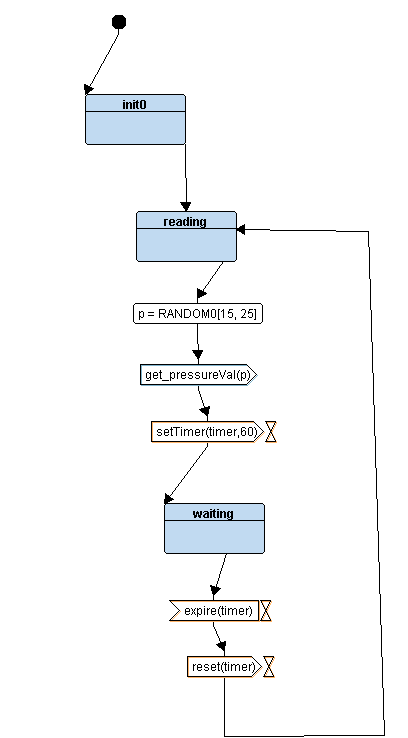 init0
reading
p = RANDOM0[15, 25]
get_pressureVal(p)
setTimer(timer,60)
waiting
expire(timer)
reset(timer)